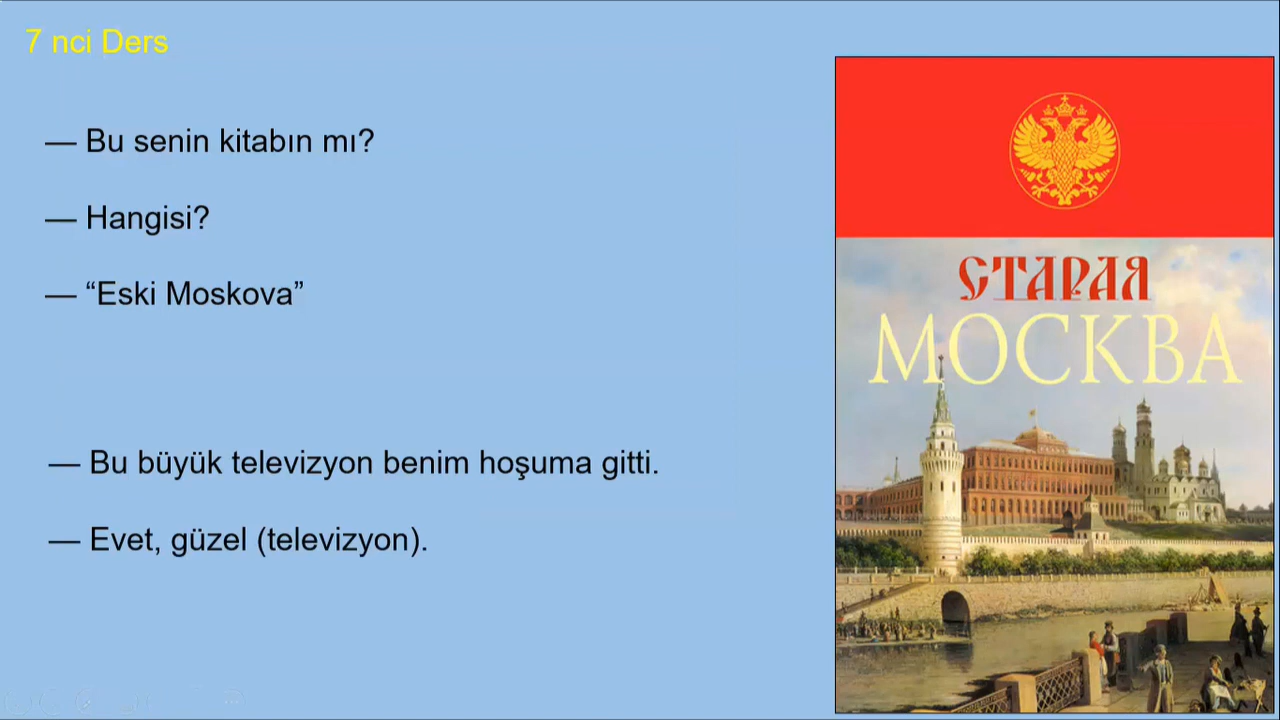 7 nci Ders
— Bu senin kitabın mı?
— Hangisi?
— “Eski Moskova”
— Bu büyük televizyon benim hoşuma gitti.
— Evet, güzel (televizyon).
СТАРАЯ
МОСКВА